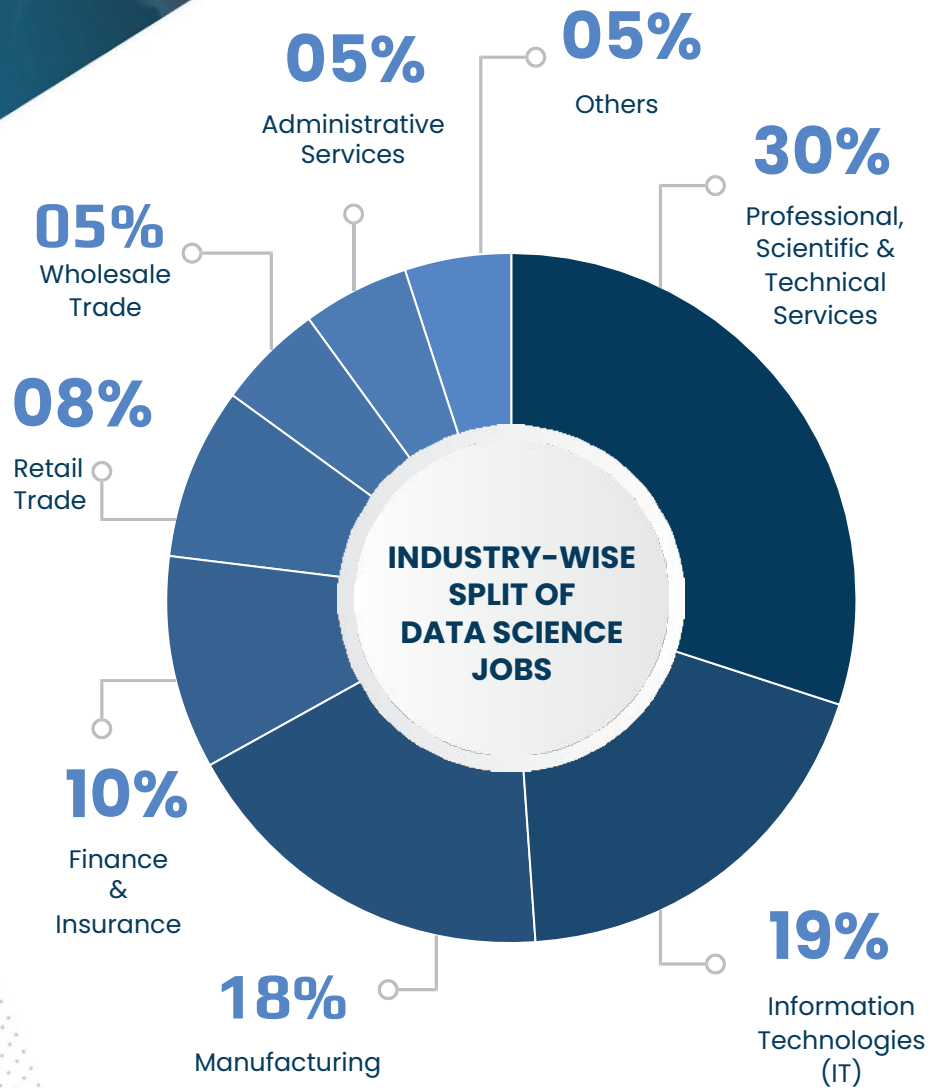 05%
Administrative
Services
05%
Others
30%
Professional,
Scientific &
Technical
Services
05%
Wholesale
Trade
08%
Retail
Trade
INDUSTRY-WISE
SPLIT OF
DATA SCIENCE
JOBS
10%
Finance
&
Insurance
18%
Manufacturing
19%
Information
Technologies
(IT)